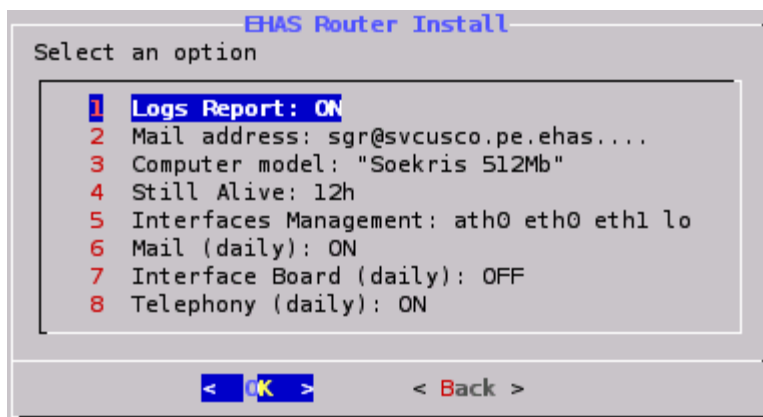 EHAS Router Install
Select an option
1 Logs Report: ON
2 Mail address: sgr@svcusco.pe.ehas....
3 Computer model: "Soekris 512Mb"
4 Still Alive: 12h
5 Interfaces Management: ath0 eth0 eth1 lo
6 Mail (daily): ON
7 Interface Board (daily): OFF
8 Telephony (daily): ON
< OK > < Back >